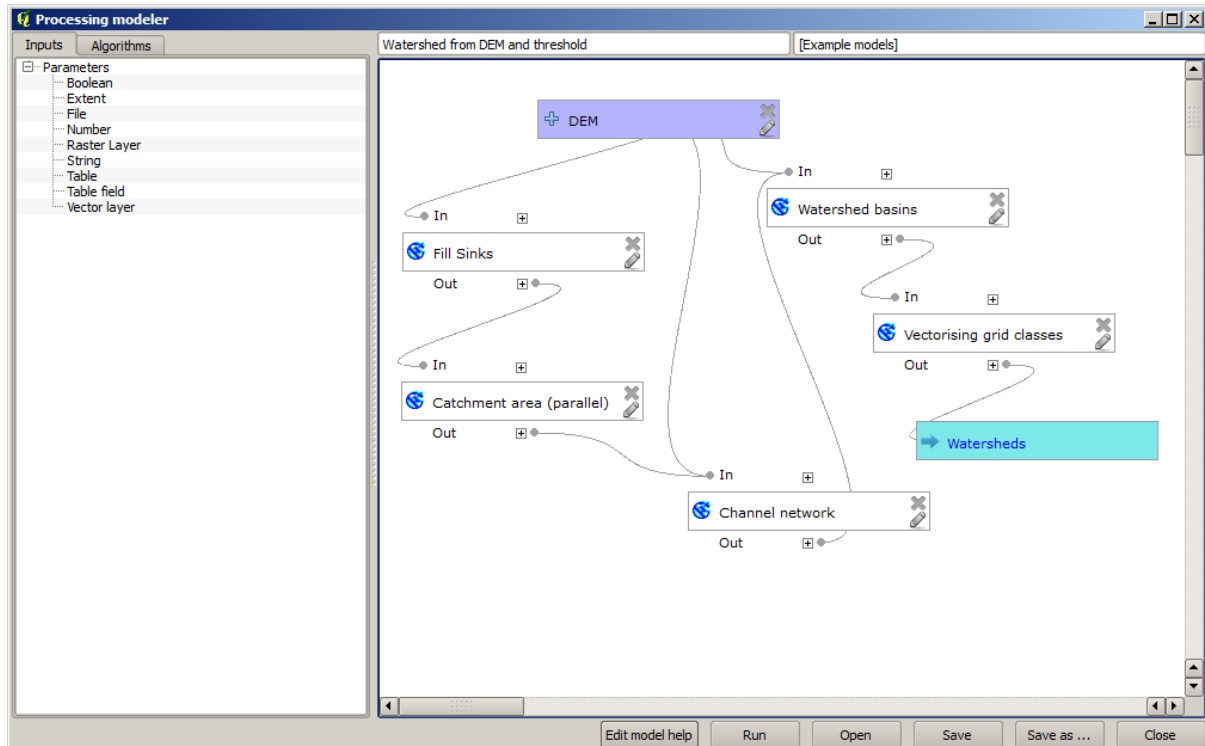 Processing modeler
Inputs
Algorithms
Watershed from DEM and threshold
[Example models]
Parameters
Boolean
Extent
File
Number
Raster Layer
String
Table
Table field
Vector layer
DEM
In
Watershed basins
Out
In
Fill Sinks
Out
In
Vectorising grid classes
Out
In
Catchment area (parallel)
Out
Watersheds
In
Channel network
Out
Edit model help
Run
Open
Save
Save as ...
Close